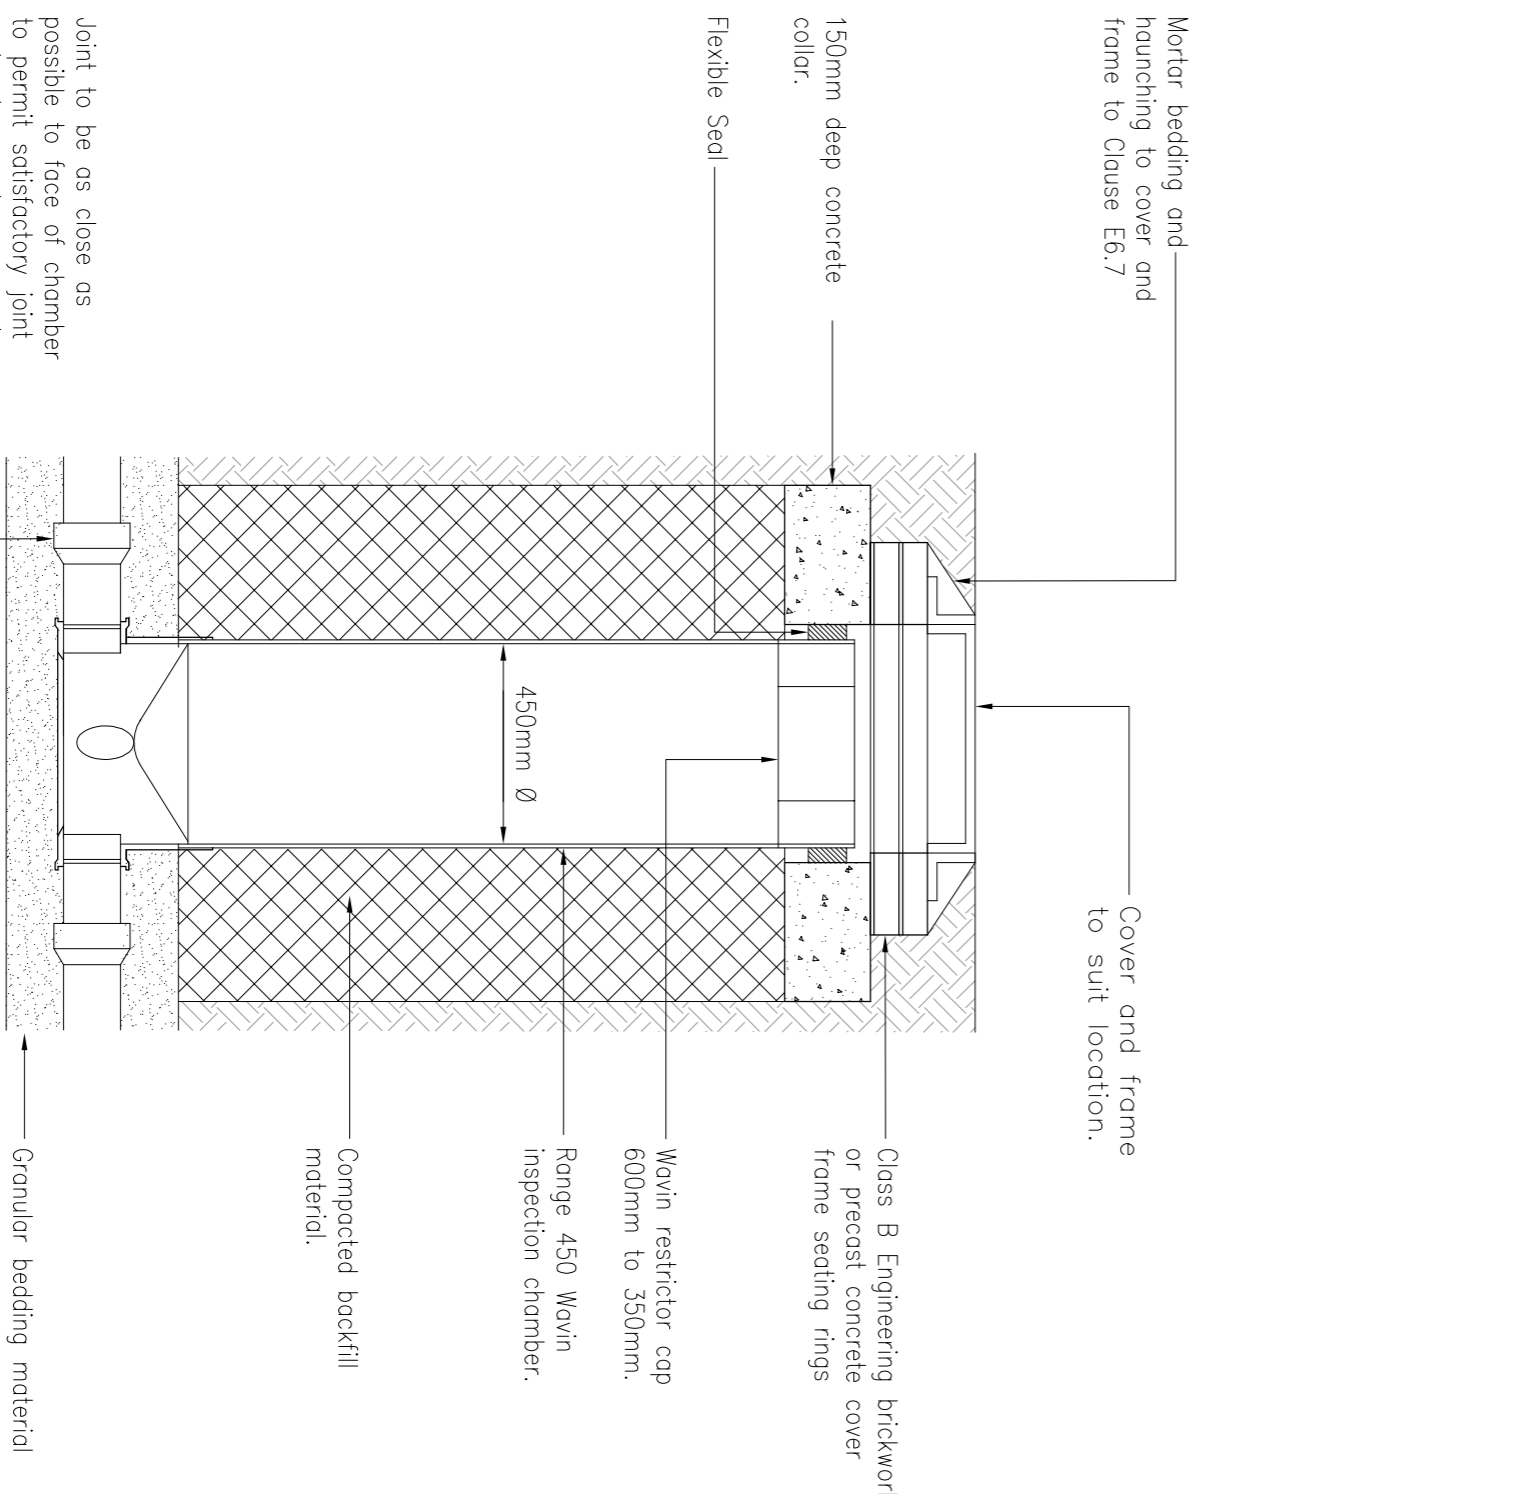 Mortar bedding and
haunching to cover and
frame to Clause E6.7
150mm deep concrete
collar.
Flexible Seal
Joint to be as close as
possible to face of chamber
to permit satisfactory joint
450mm Ø
Cover and frame
to suit location.
Class B Engineering brickwork
or precast concrete cover
frame seating rings
Wavin restrictor cap
600mm to 350mm.
Range 450 Wavin
inspection chamber.
Compacted backfill
material.
Granular bedding material